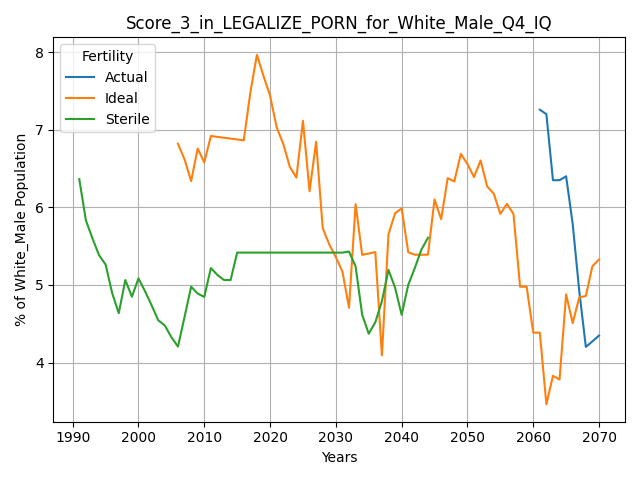 Score_3_in_LEGALIZE_PORN_for_White_Male_Q4_IQ
Fertility
Actual
Ideal
Sterile
% of White_Male Population
8
7
6
5
4
1990 2000 2010 2020 2030 2040 2050 2060 2070
Years